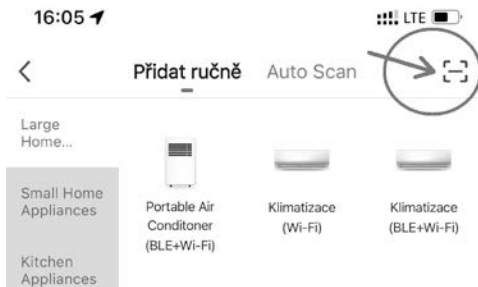 16:05 LTE
Přidat ručně Auto Scan
Large
Home...
Small Home
Appliances
Kitchen
Appliances
Portable Air
Conditoner
(BLE+Wi-Fi)
Klimatizace
(Wi-Fi)
Klimatizace
(BLE+Wi-Fi)